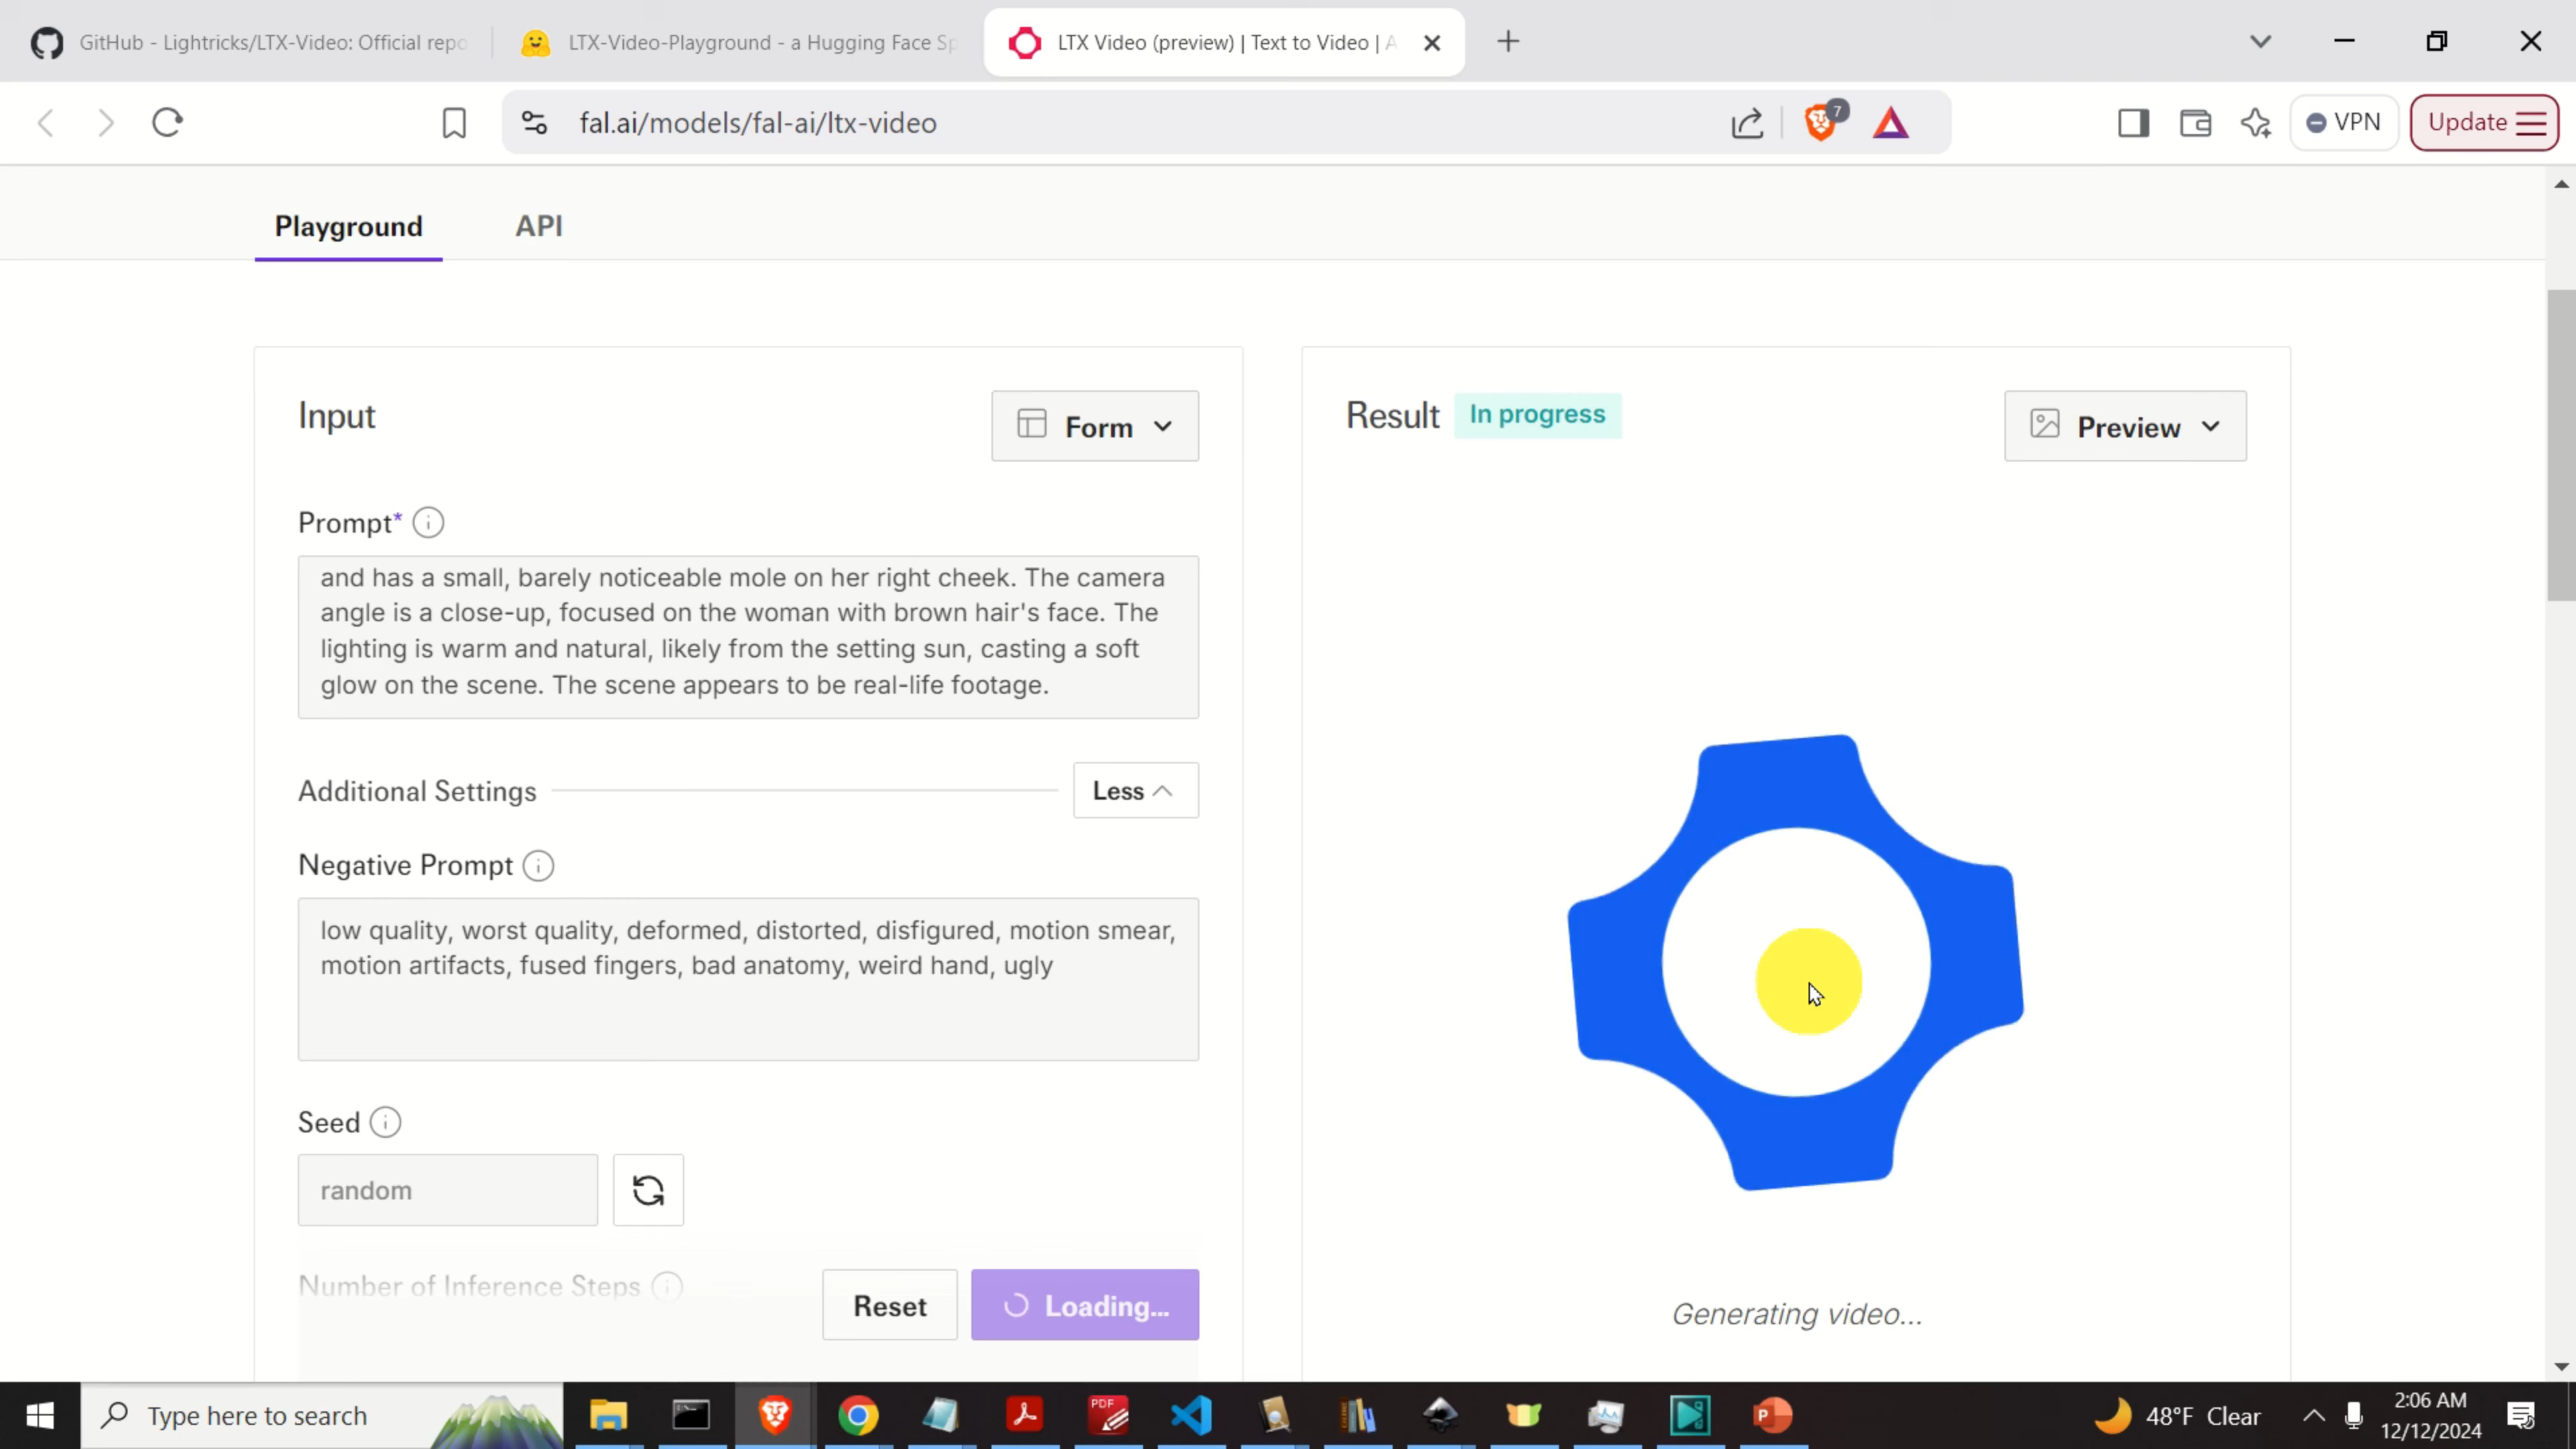 GitHub - Lightricks/LTX-Video: Official repo
LTX-Video-Playground - a Hugging Face Sp
LTX Video (preview) | Text to Video | A
fal.ai/models/fal-ai/ltx-video
7
VPN
Update
Playground
API
Input
Form
Result
In progress
Preview
Prompt*
and has a small, barely noticeable mole on her right cheek. The camera
angle is a close-up, focused on the woman with brown hair's face. The
lighting is warm and natural, likely from the setting sun, casting a soft
glow on the scene. The scene appears to be real-life footage.
Additional Settings
Less
Negative Prompt
low quality, worst quality, deformed, distorted, disfigured, motion smear,
motion artifacts, fused fingers, bad anatomy, weird hand, ugly
Seed
random
Number of Inference Steps
Reset
Loading...
Generating video...
Type here to search
PDF
P
48°F Clear
2:06 AM
12/12/2024